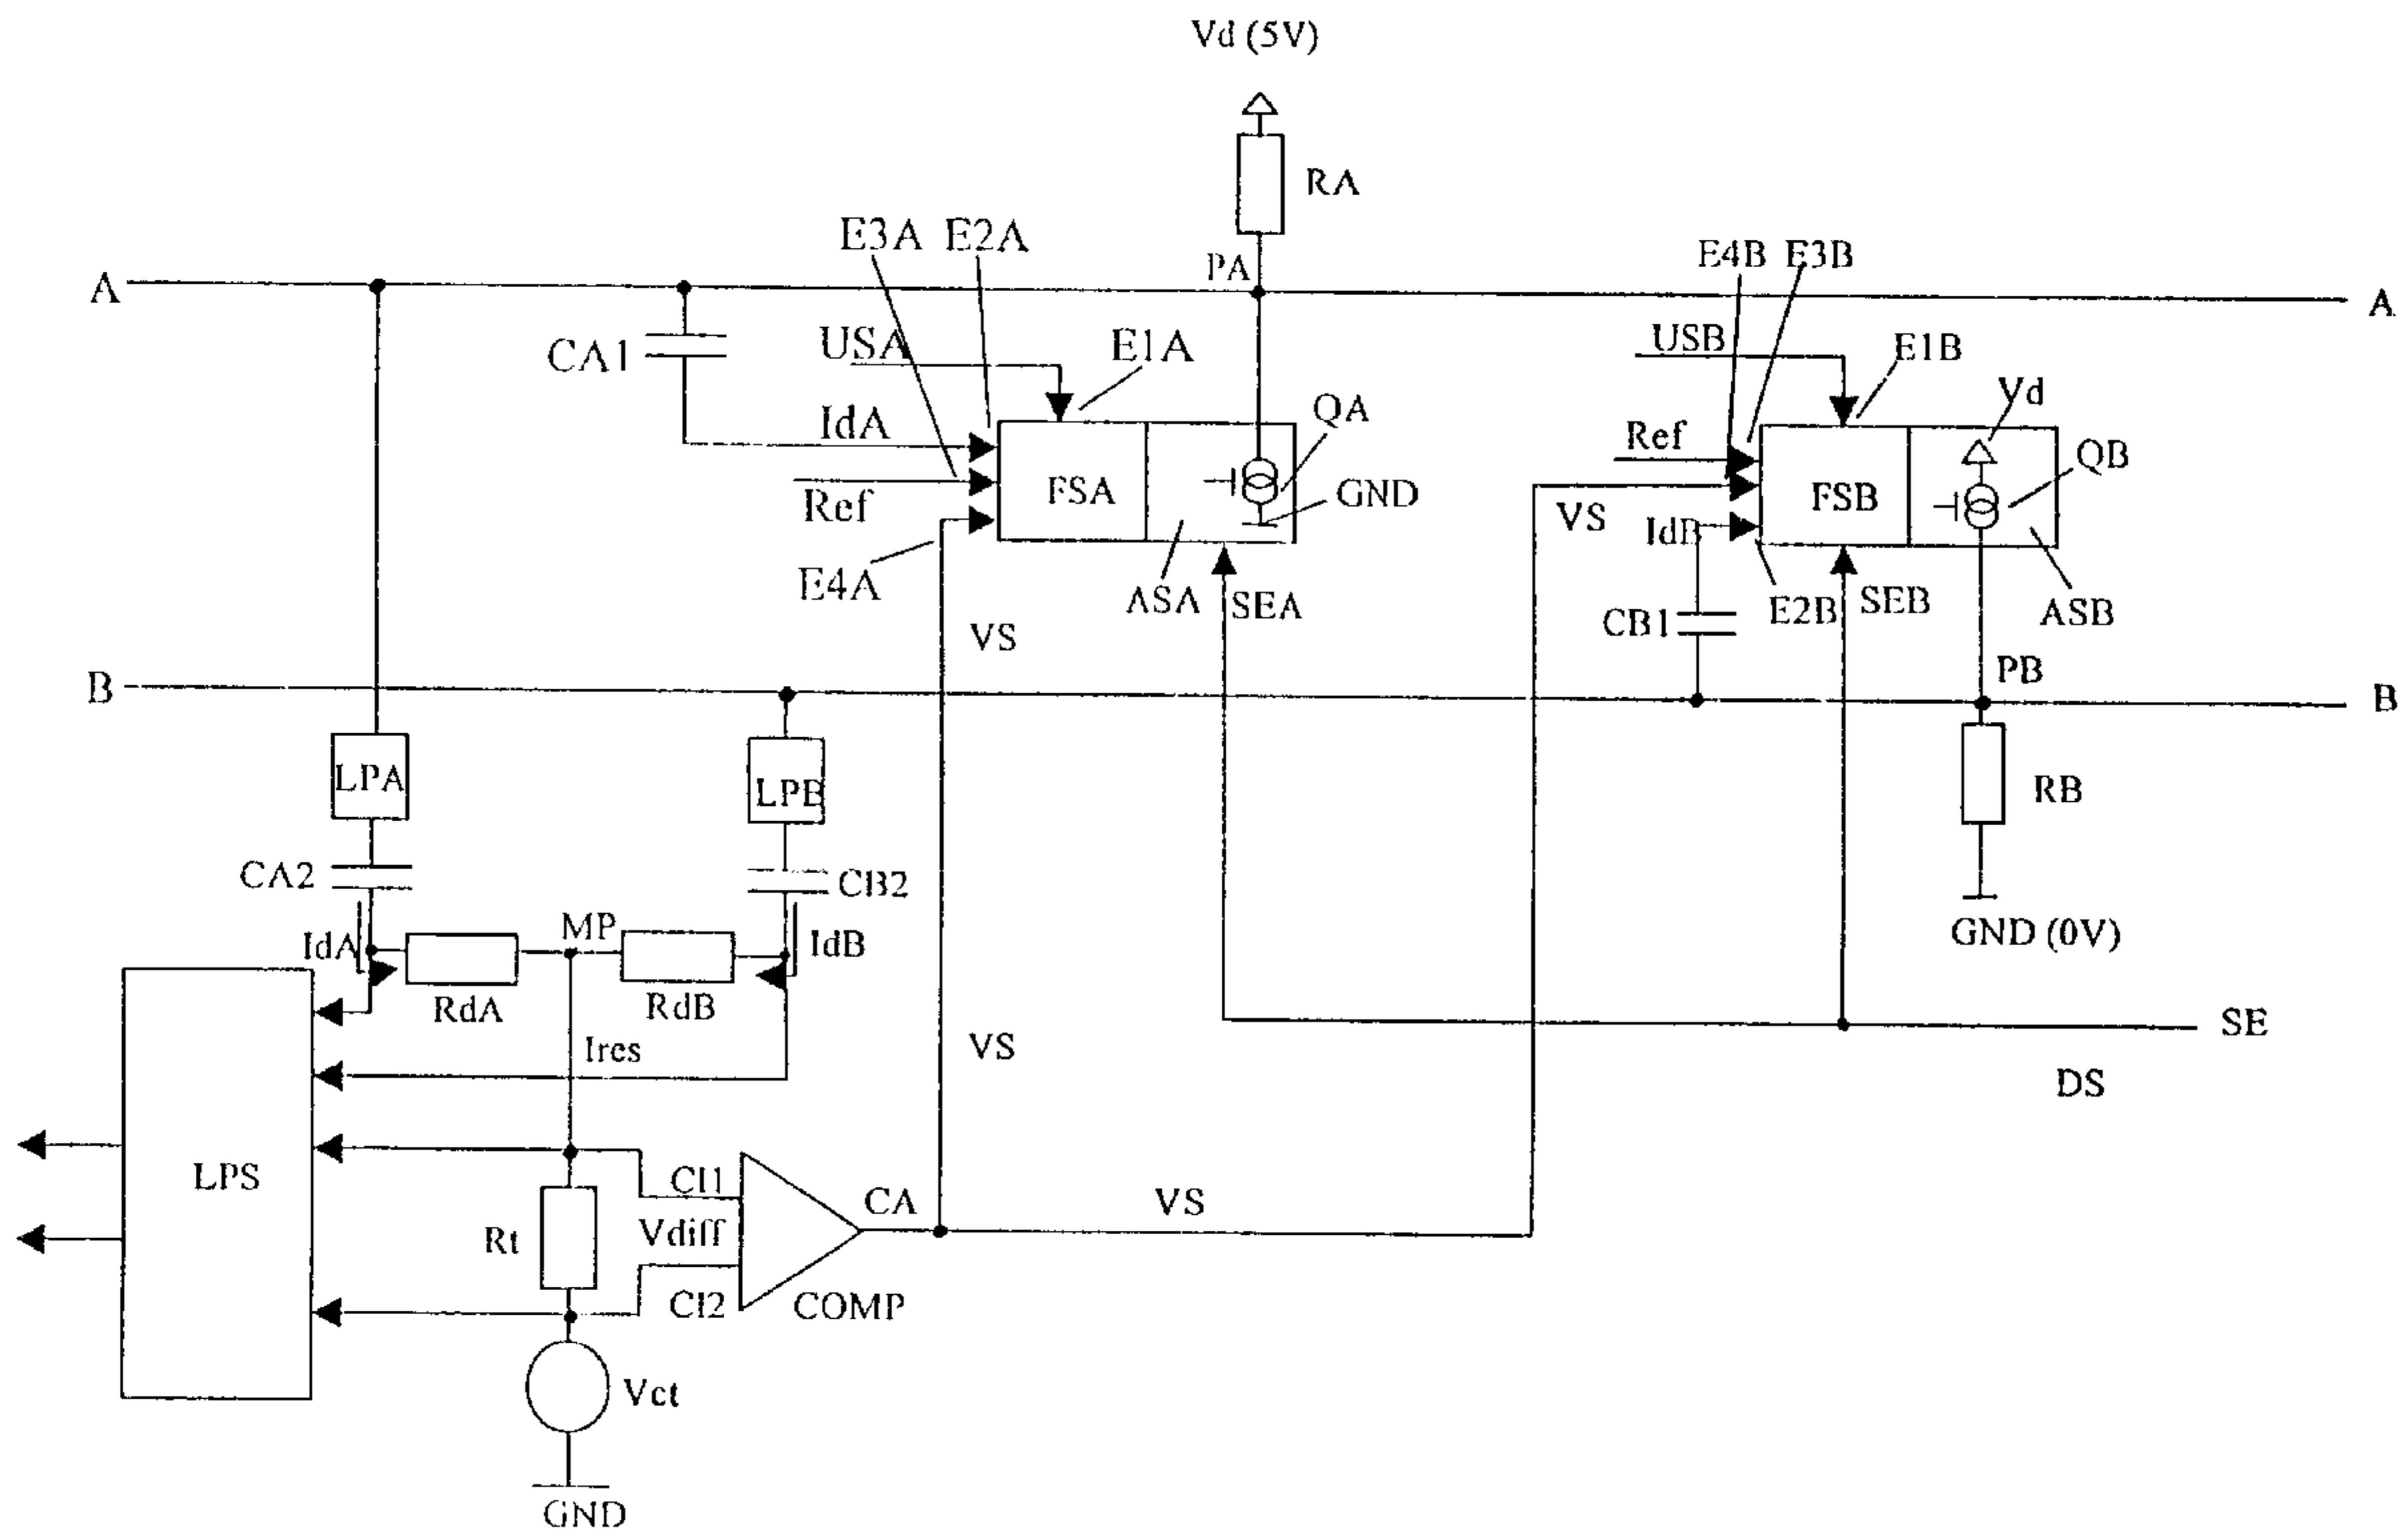 Vd (5V)
RA
E3A E2A
PA
E4B E3B
A
A
USA
E1A
USB
E1B
CA1
Vd
IdA
QA
Ref
QB
Ref
FSA
GND
VS
FSB
IdB
E4A
ASA
SEA
CB1
E2B
SEB
ASB
VS
PB
B
B
LPA
LPB
RB
CA2
CB2
IdA
MP
IdB
GND (0V)
RdA
RdB
SE
Ires
VS
DS
LPS
CI1
CA
VS
Rt
Vdiff
CI2
COMP
Vct
GND